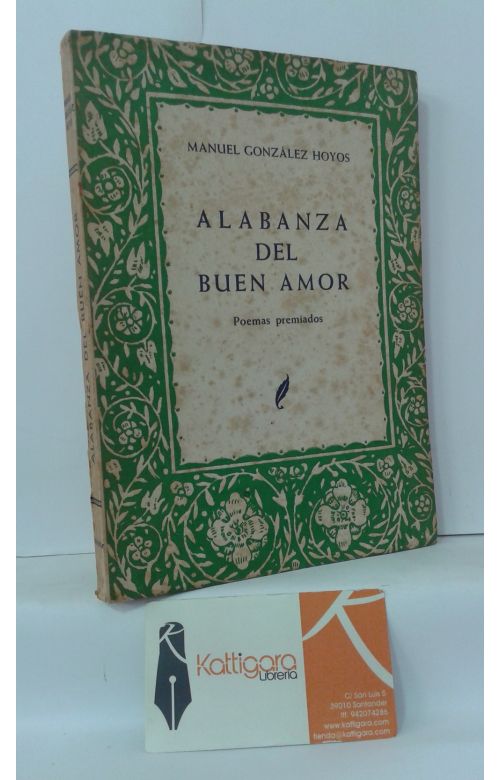 MANUEL GONZÁLEZ HOYOS
ALABANZA
DEL
BUEN AMOR
Poemas premiados
ALABANZA DEL BUEN AMOR
Kattigara
Librería
C/ San Luis 5
39010 Santander
tlf: 942074286
www.kattigara.com
tienda@kattigara.com